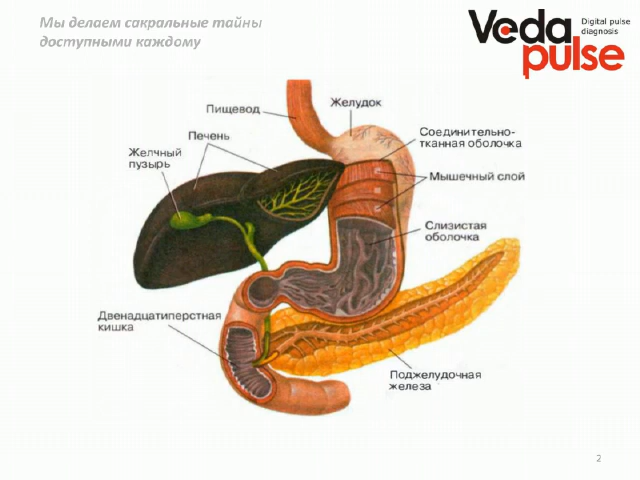 Мы делаем сакральные тайны
доступными каждому
Veda
pulse
Digital pulse
diagnosis
Пищевод
Желудок
Печень
Соединительно-
тканная оболочка
Желчный
пузырь
Мышечный слой
Слизистая
оболочка
Двенадцатиперстная
кишка
Поджелудочная
железа
2